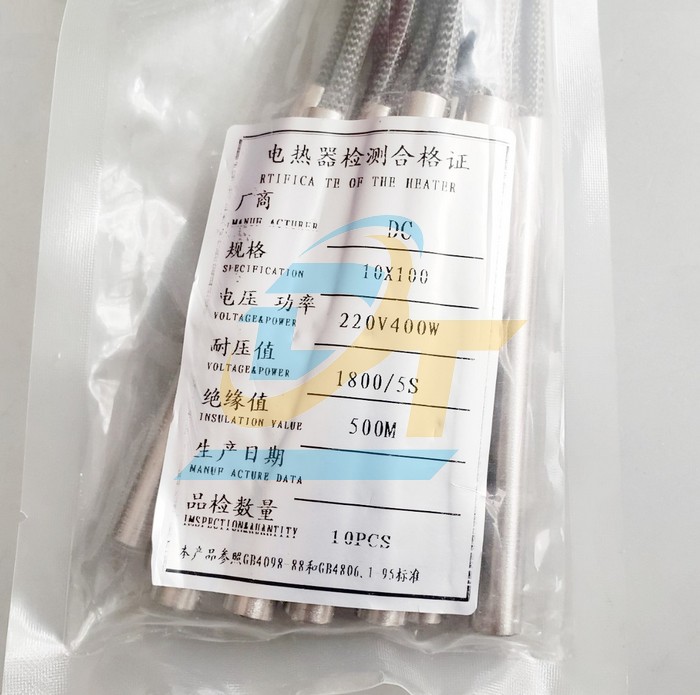 电热器检测合格证
RTIFICA TE OF THE HEATER
厂商
MANUF ACTURER
DC
规格
SPECIFICATION
10X100
电压 功率
VOLTAGE&POWER
220V400W
耐压值
VOLTAGE&POWER
1800/5S
绝缘值
INSULATION VALUE
500M
生产日期
MANUF ACTURE DATA
品检数量
INSPECTION&QUANTITY
10PCS
本产品参照GB4098-88和GB4806.1-95标准
DT